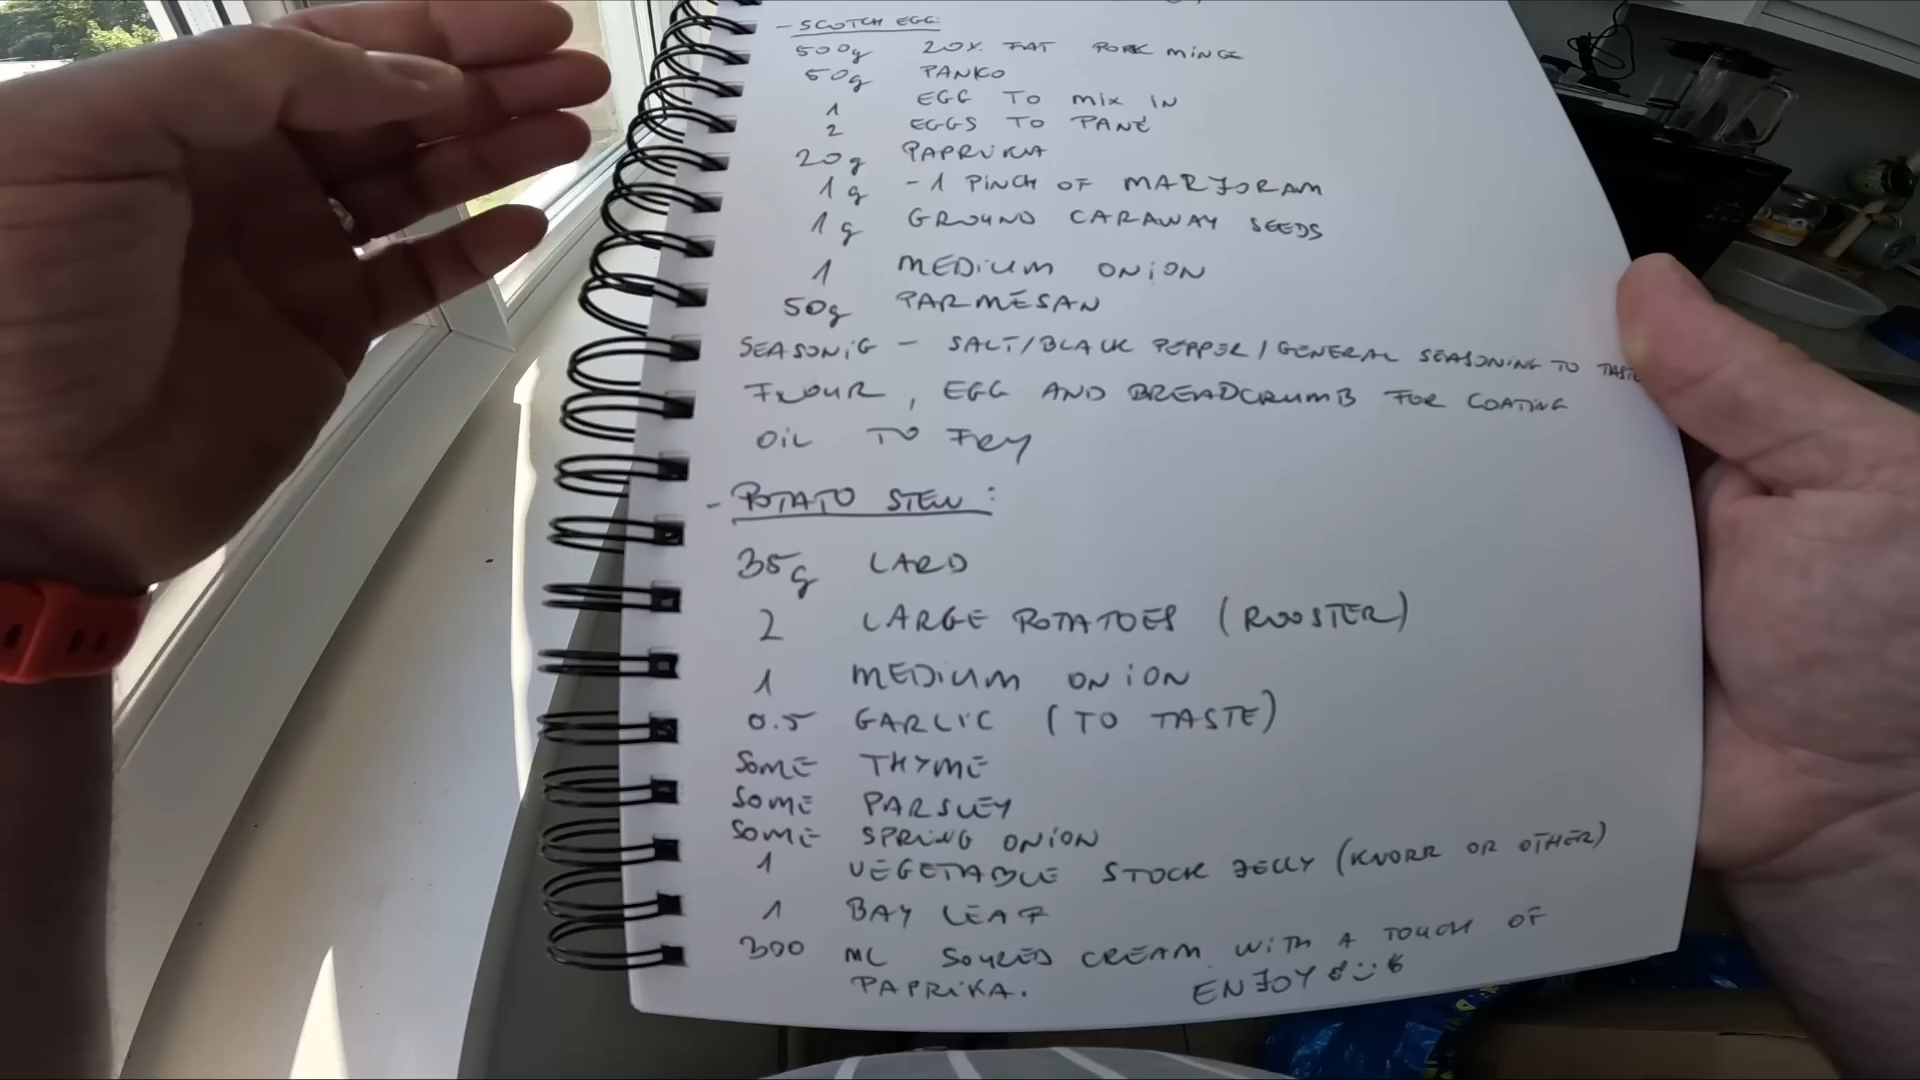 - SCOTCH EGG:
500g 20% FAT PORK MINCE
50g PANKO
1 EGG TO MIX IN
2 EGGS TO PANÉ
20g PAPRIKA
1g - 1 PINCH OF MARJORAM
1g GROUND CARAWAY SEEDS
1 MEDIUM ONION
50g PARMESAN
SEASONIG - SALT/BLACK PEPPER/GENERAL SEASONING TO TASTE
FLOUR, EGG AND BREADCRUMB FOR COATING
OIL TO FRY
- POTATO STEW:
35g LARD
2 LARGE POTATOES (ROOSTER)
1 MEDIUM ONION
0.5 GARLIC (TO TASTE)
SOME THYME
SOME PARSLEY
SOME SPRING ONION
1 VEGETABLE STOCK JELLY (KNORR OR OTHER)
1 BAY LEAF
300 ML SOURED CREAM WITH A TOUCH OF
PAPRIKA. ENJOY